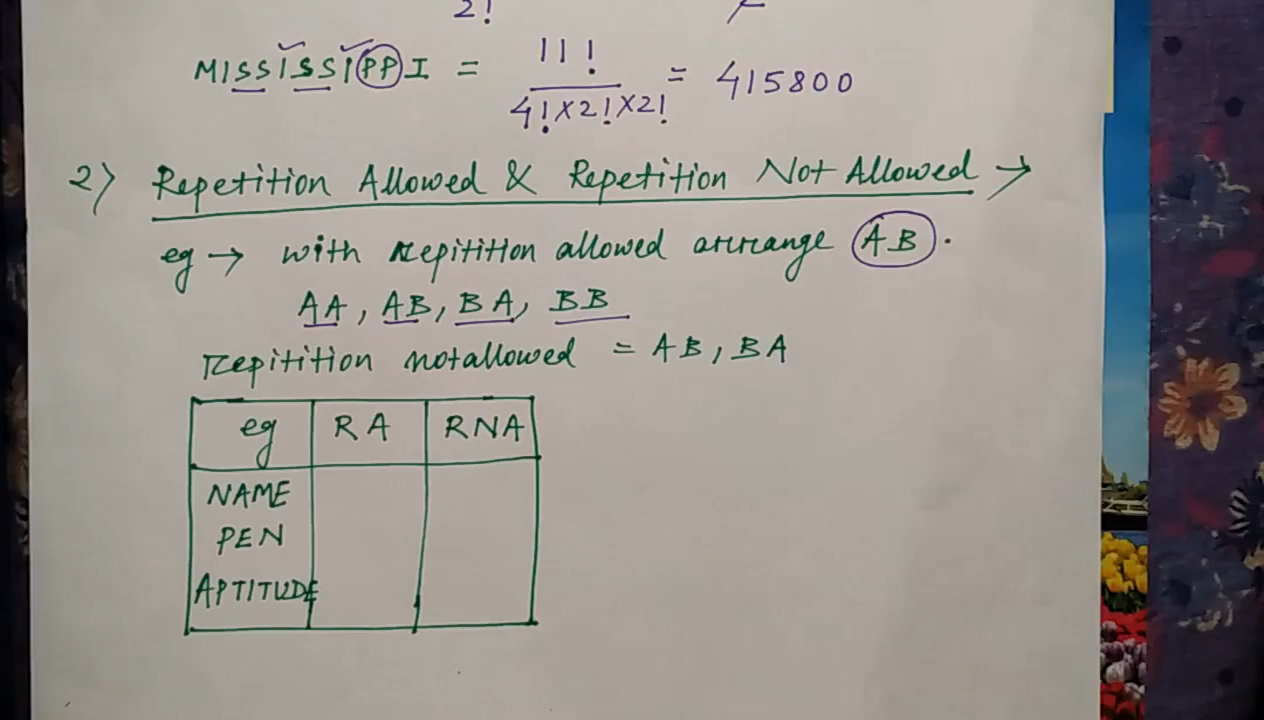 2!
MISSISSIPPI = 11! / 4!×2!×2! = 415800
2) Repetition Allowed & Repetition Not Allowed →
eg → with repitition allowed arrange AB.
AA, AB, BA, BB
repitition notallowed = AB, BA
eg RA RNA
NAME
PEN
APTITUDE